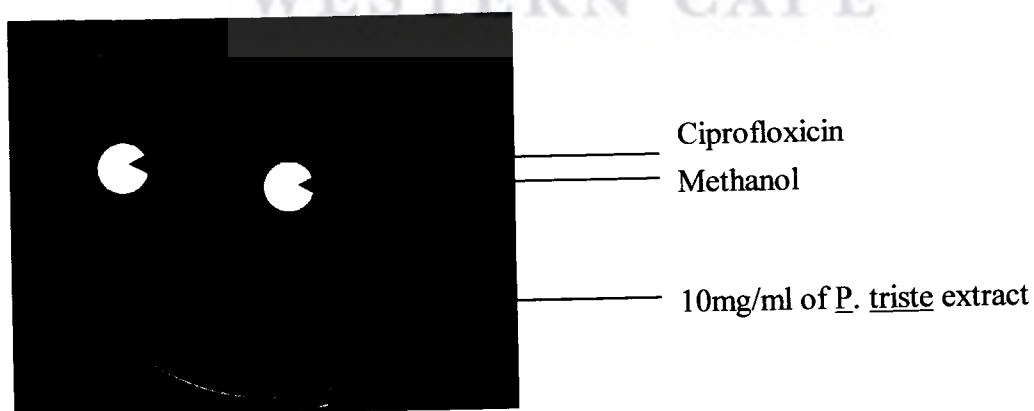 WESTERN CAPE
Ciprofloxicin
Methanol
10mg/ml of P. triste extract